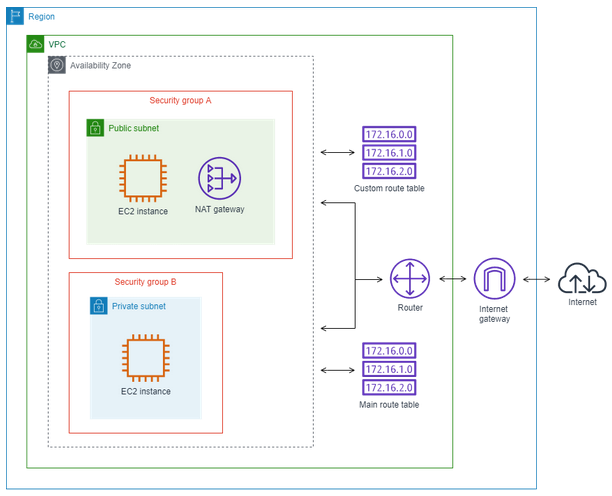 Region
VPC
Availability Zone
Security group A
Public subnet
EC2 instance
NAT gateway
172.16.0.0
172.16.1.0
172.16.2.0
Custom route table
Security group B
Private subnet
EC2 instance
Router
Internet
gateway
Internet
172.16.0.0
172.16.1.0
172.16.2.0
Main route table